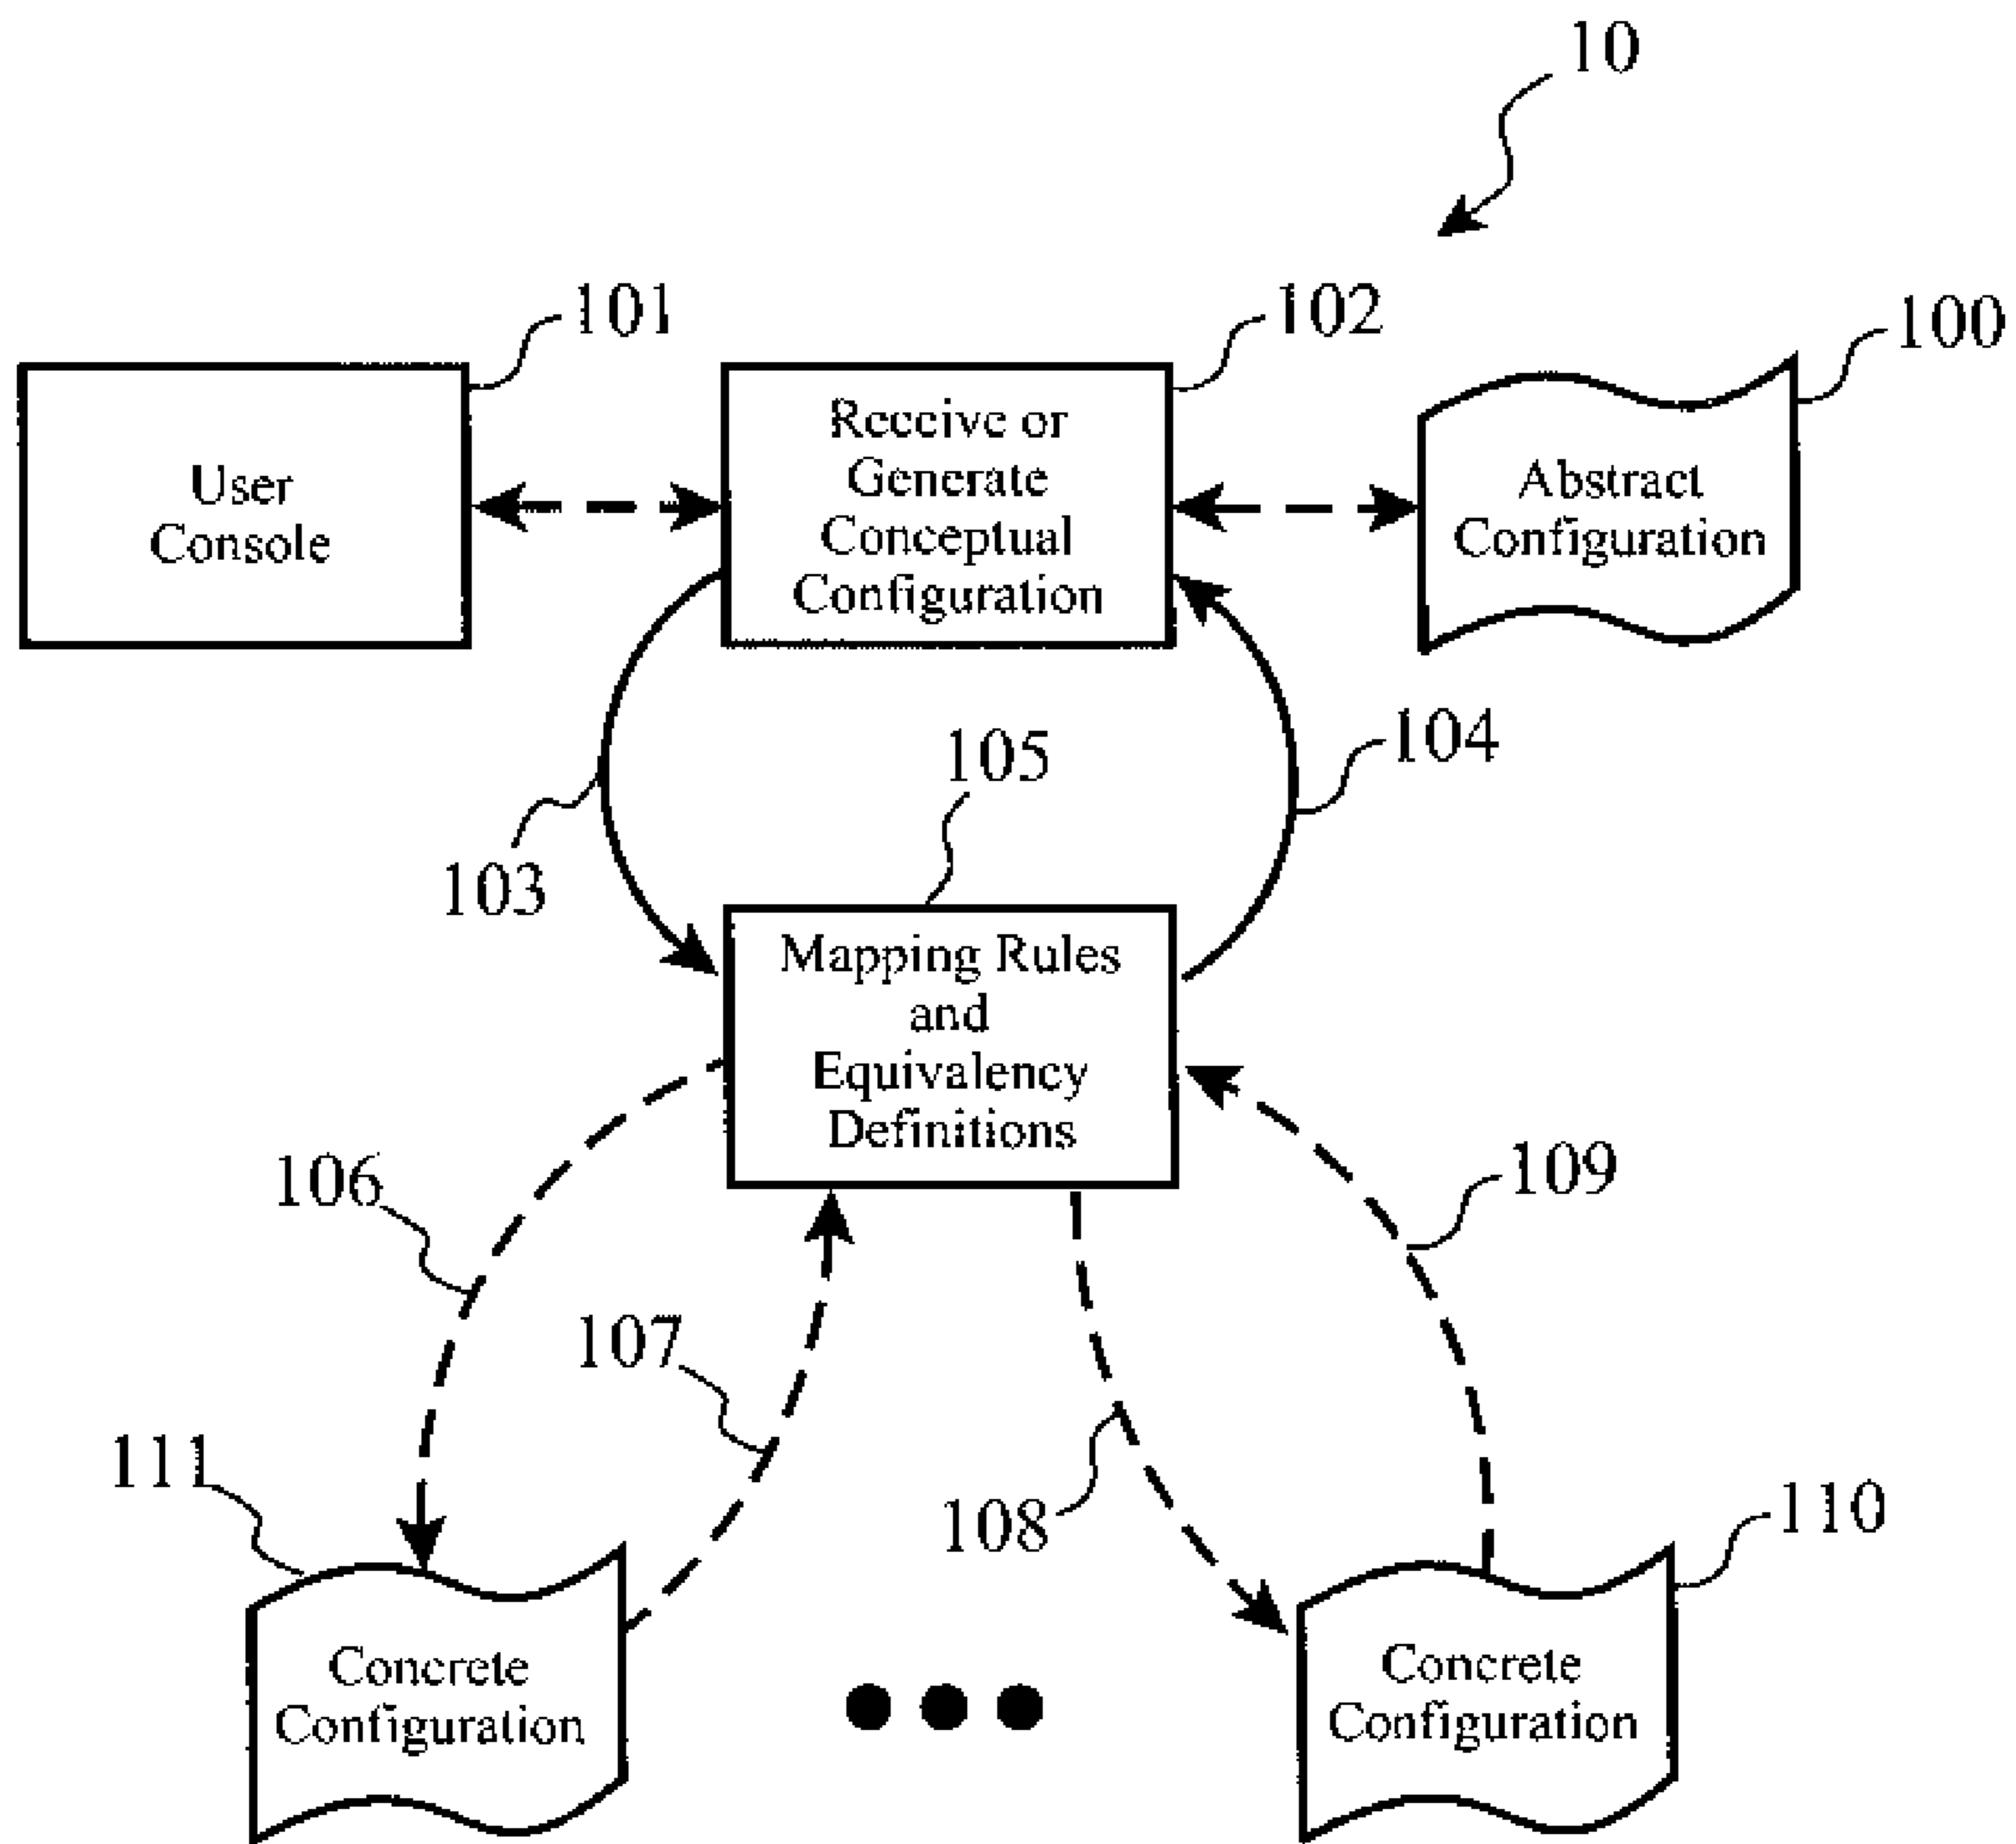 10
101
102
100
User
Console
Receive or
Generate
Conceptual
Configuration
Abstract
Configuration
103
105
104
Mapping Rules
and
Equivalency
Definitions
106
109
107
111
108
110
Concrete
Configuration
Concrete
Configuration